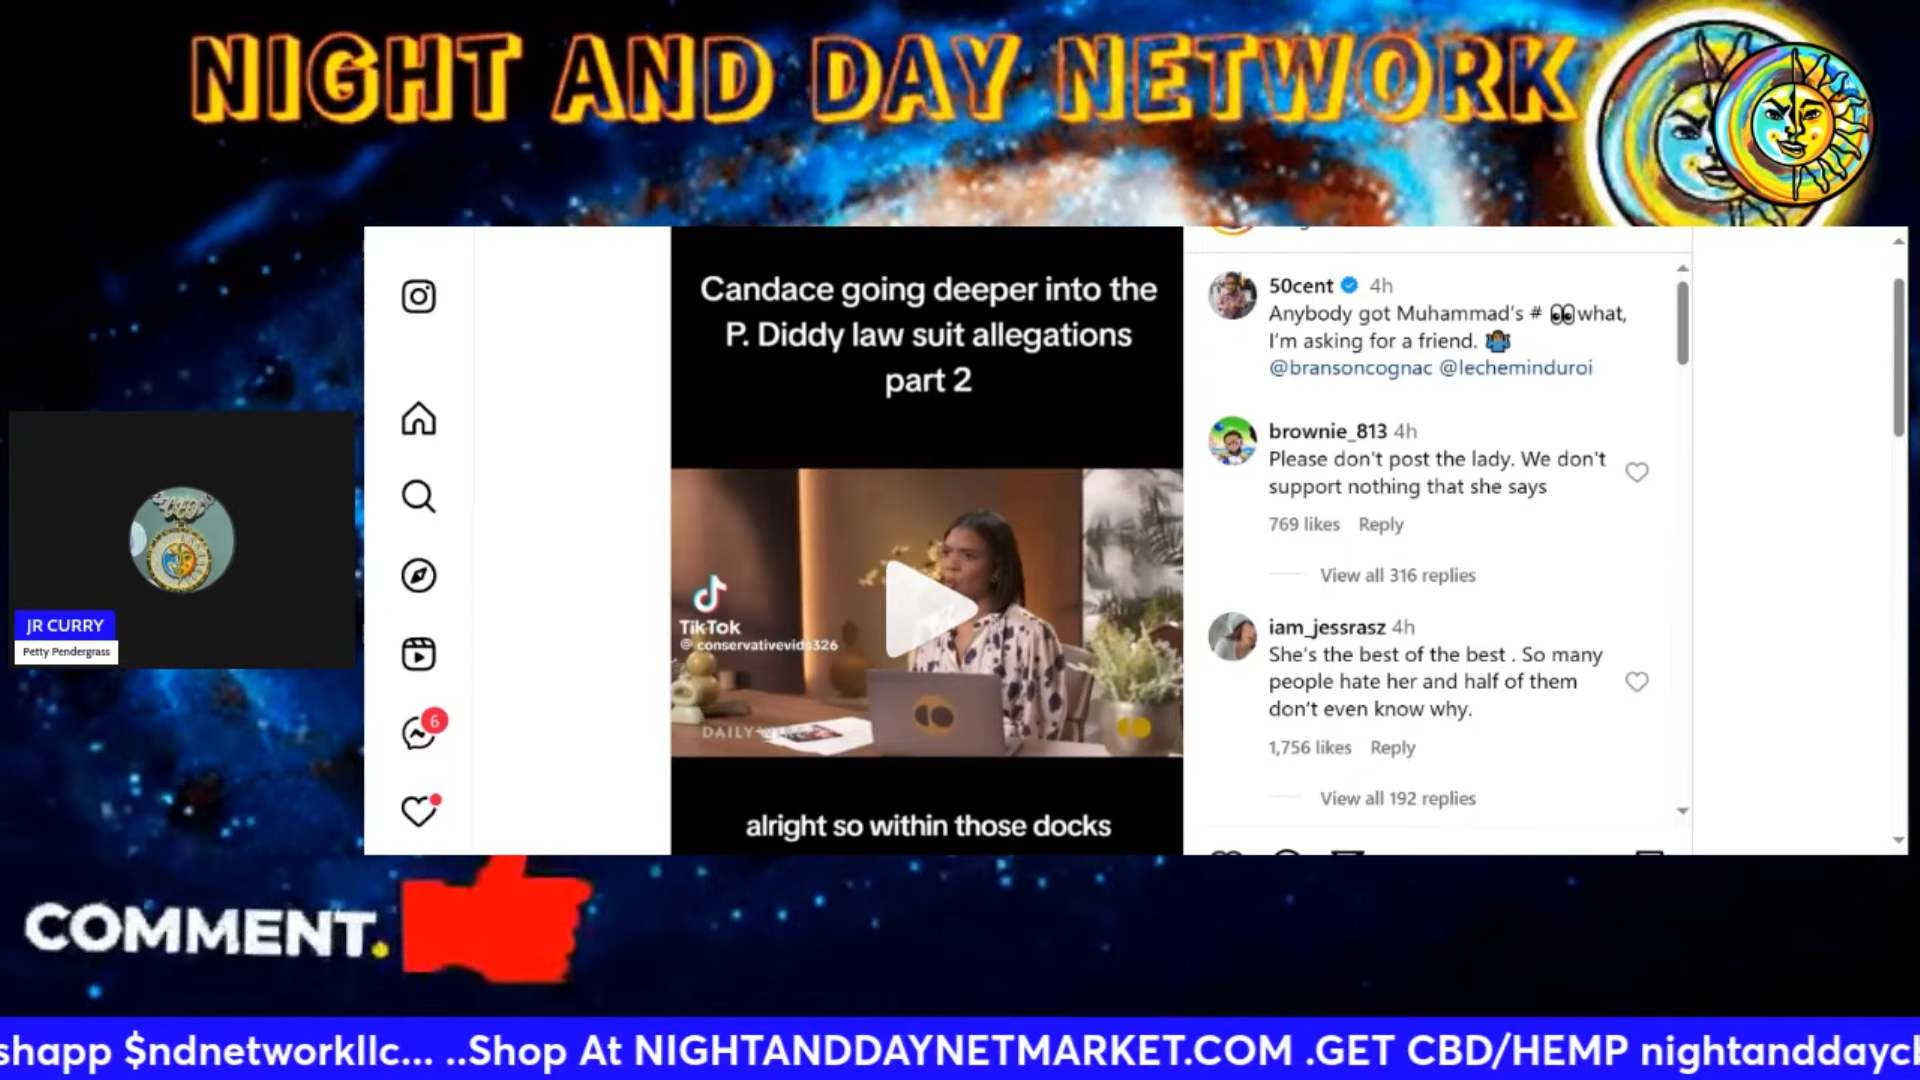 NIGHT AND DAY NETWORK
Candace going deeper into the
P. Diddy law suit allegations
part 2
TikTok
@ conservativevids326
DAILY
alright so within those docks
50cent 4h
Anybody got Muhammad's # 👀what,
I'm asking for a friend. 🤷🏾‍♂️
@bransoncognac @lecheminduroi
brownie_813 4h
Please don't post the lady. We don't
support nothing that she says
769 likes Reply
View all 316 replies
iam_jessrasz 4h
She's the best of the best . So many
people hate her and half of them
don't even know why.
1,756 likes Reply
View all 192 replies
6
JR CURRY
Petty Pendergrass
COMMENT.
shapp $ndnetworkllc... ..Shop At NIGHTANDDAYNETMARKET.COM .GET CBD/HEMP nightanddayc